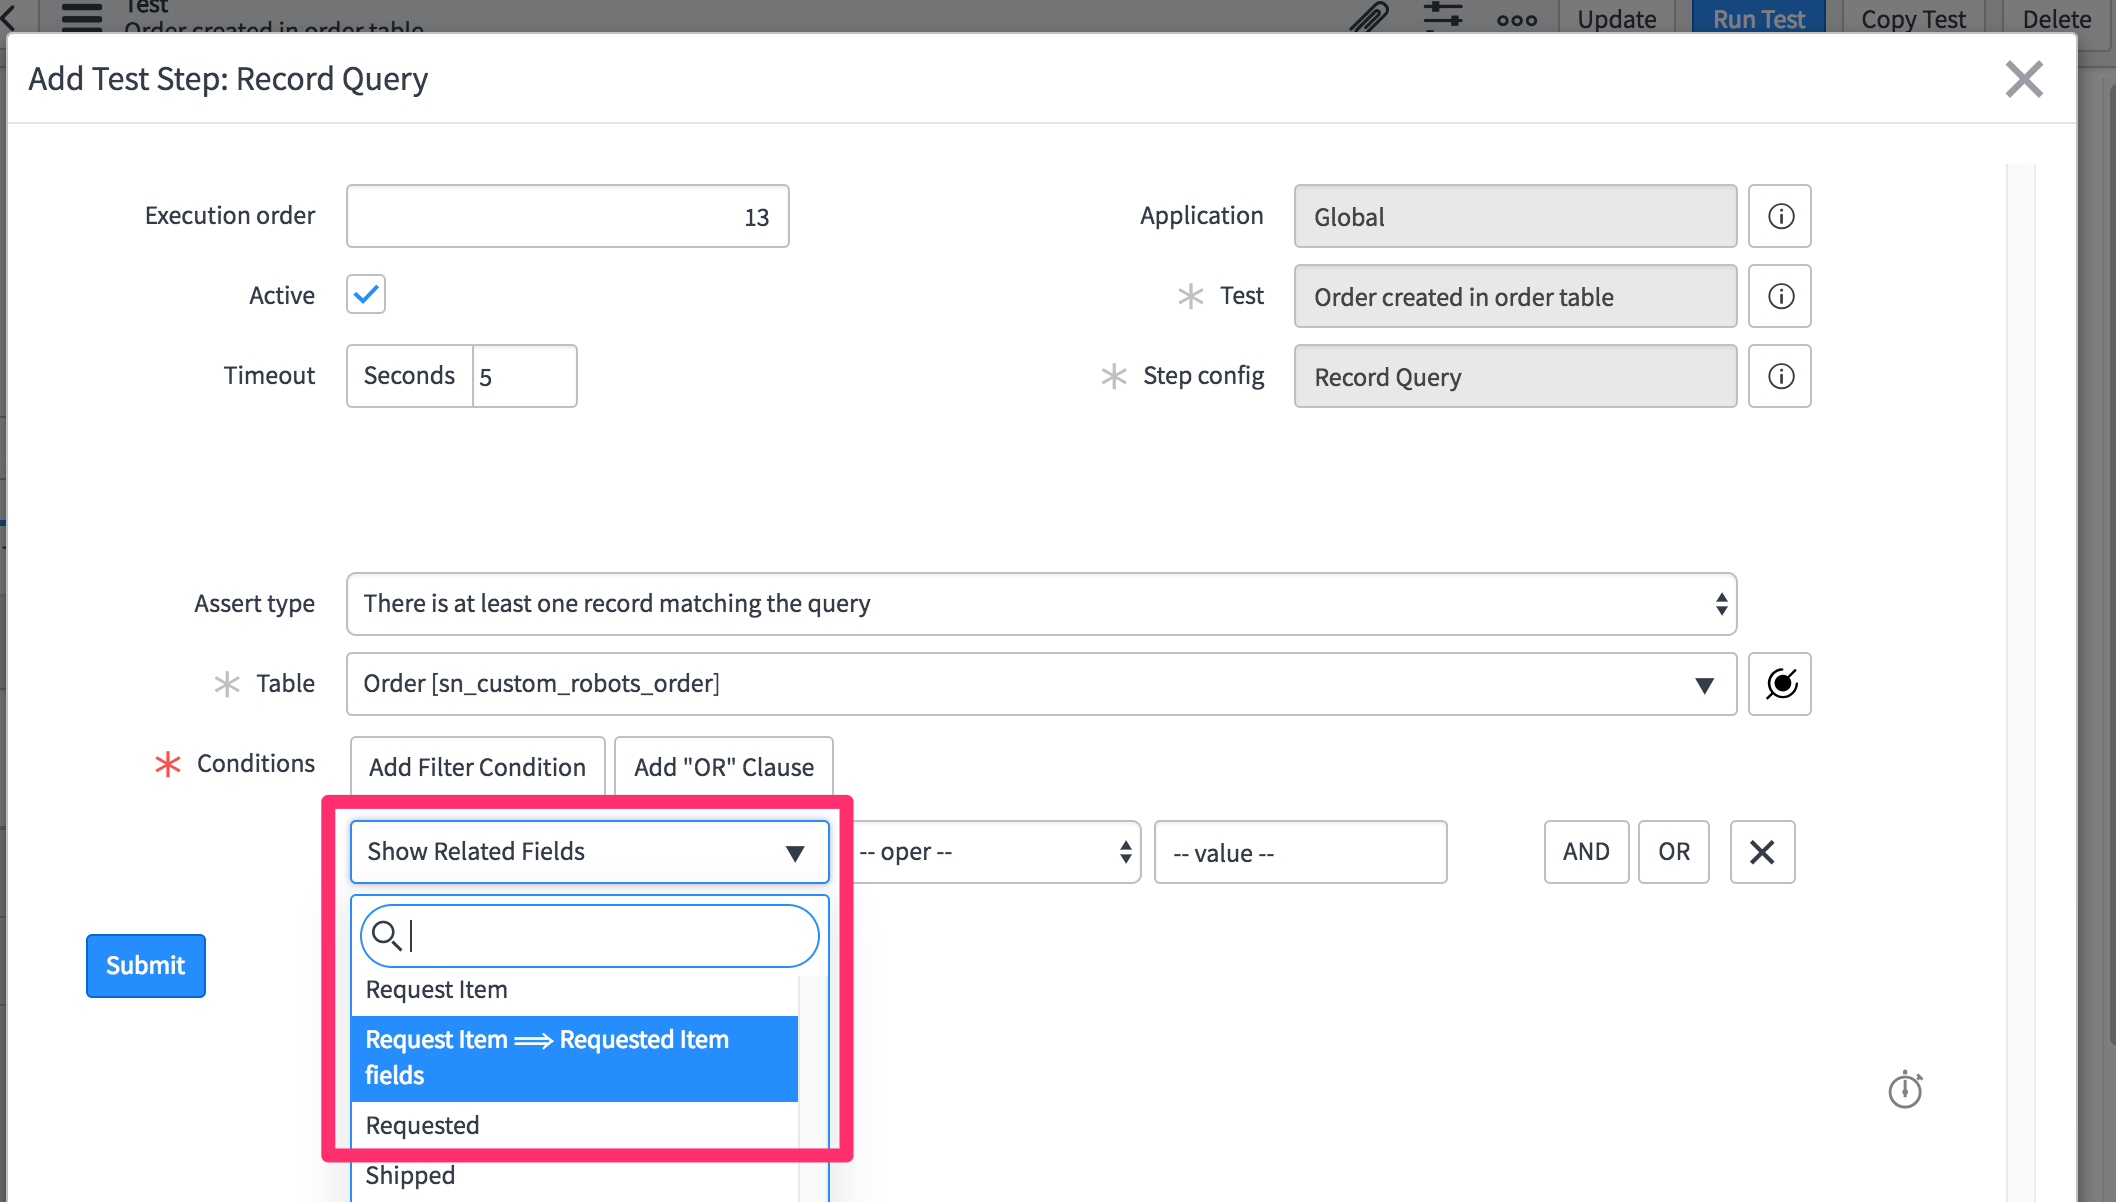 Test
Order created in order table
Update
Run Test
Copy Test
Delete
Add Test Step: Record Query
Execution order
13
Application
Global
Active
Test
Order created in order table
Timeout
Seconds
5
Step config
Record Query
Assert type
There is at least one record matching the query
Table
Order [sn_custom_robots_order]
Conditions
Add Filter Condition
Add "OR" Clause
Show Related Fields
-- oper --
-- value --
AND
OR
Submit
Request Item
Request Item ⟹ Requested Item
fields
Requested
Shipped